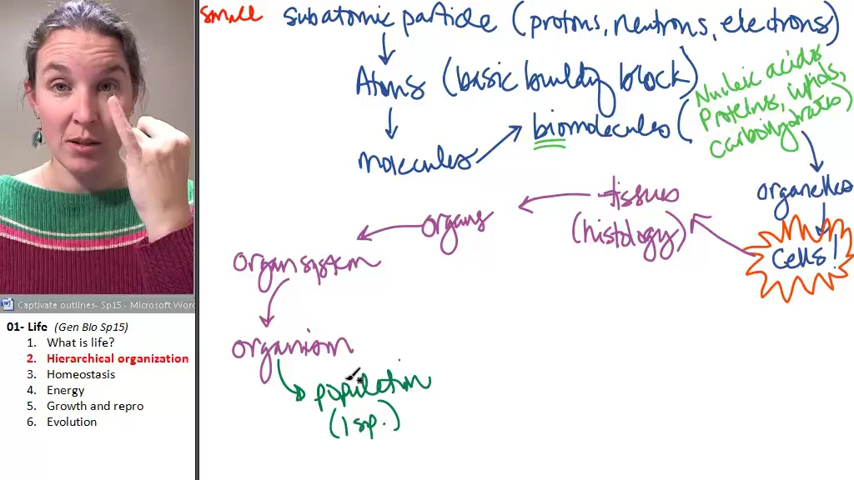 small subatomic particle (protons, neutrons, electrons)
Atoms (basic building block)
molecules
biomolecules (
Nucleic acids
Proteins, lipids,
carbohydrates)
organelles
Cells!
tissues
(histology)
organs
organ system
organism
population
(1 sp.)
Captivate outlines- Sp15 - Microsoft Word
01- Life (Gen Bio Sp15)
1. What is life?
2. Hierarchical organization
3. Homeostasis
4. Energy
5. Growth and repro
6. Evolution